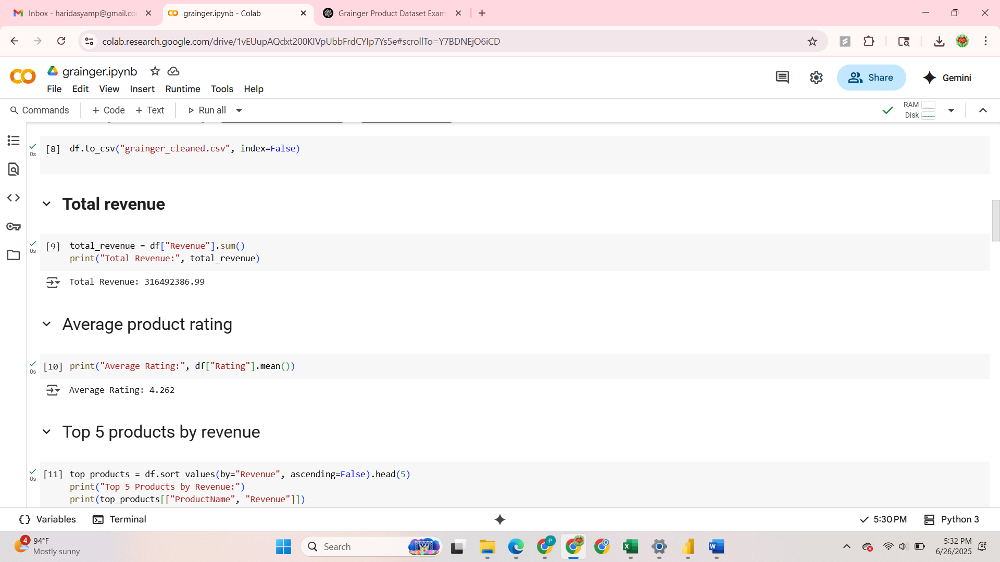 Inbox - haridasyamp@gmail.co
grainger.ipynb - Colab
Grainger Product Dataset Exam
colab.research.google.com/drive/1vEUupAQdxt200KIVpUbbFrdCYIp7Ys5e#scrollTo=Y7BDNEjO6iCD
grainger.ipynb
File Edit View Insert Runtime Tools Help
Share
Gemini
Commands + Code + Text Run all
RAM
Disk
[8] df.to_csv("grainger_cleaned.csv", index=False)
0s
Total revenue
[9] total_revenue = df["Revenue"].sum()
0s
print("Total Revenue:", total_revenue)
Total Revenue: 316492386.99
Average product rating
[10] print("Average Rating:", df["Rating"].mean())
0s
Average Rating: 4.262
Top 5 products by revenue
[11] top_products = df.sort_values(by="Revenue", ascending=False).head(5)
0s
print("Top 5 Products by Revenue:")
print(top_products[["ProductName", "Revenue"]])
{} Variables Terminal
5:30 PM Python 3
4
94°F
Mostly sunny
Search
P
5:32 PM
6/26/2025